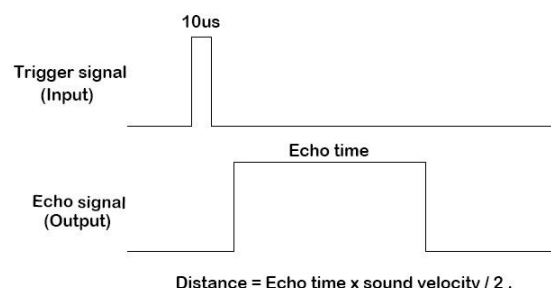 10us
Trigger signal
(Input)
Echo time
Echo signal
(Output)
Distance = Echo time x sound velocity / 2 .